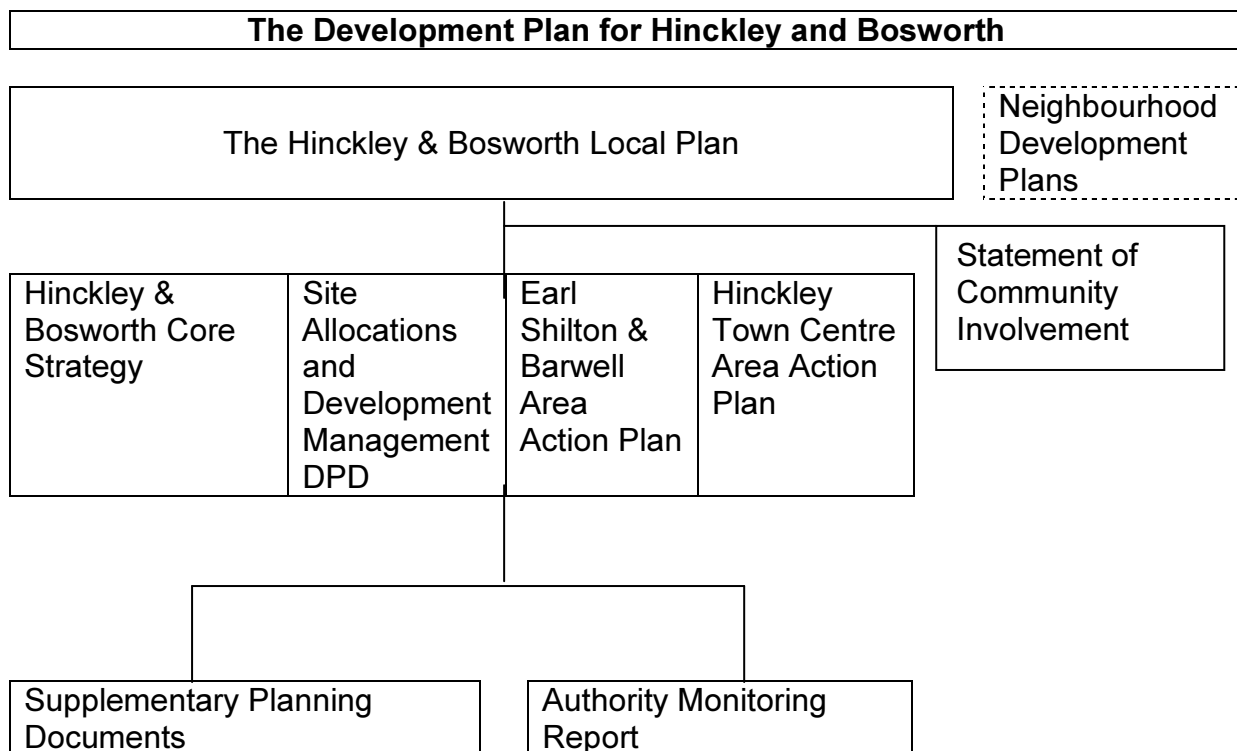 The Development Plan for Hinckley and Bosworth
The Hinckley & Bosworth Local Plan
Neighbourhood
Development
Plans
Statement of
Community
Involvement
Hinckley &
Bosworth Core
Strategy
Site
Allocations
and
Development
Management
DPD
Earl
Shilton &
Barwell
Area
Action Plan
Hinckley
Town Centre
Area Action
Plan
Supplementary Planning
Documents
Authority Monitoring
Report